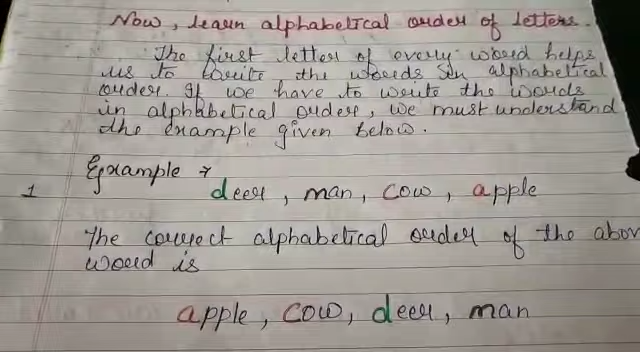 Now, learn alphabetical order of letters.
The first letter of every word helps
us to write the words in alphabetical
order. If we have to write the words
in alphabetical order, we must understand
the example given below.
Example →
1 deer, man, cow, apple
The correct alphabetical order of the abov
word is
apple, cow, deer, man